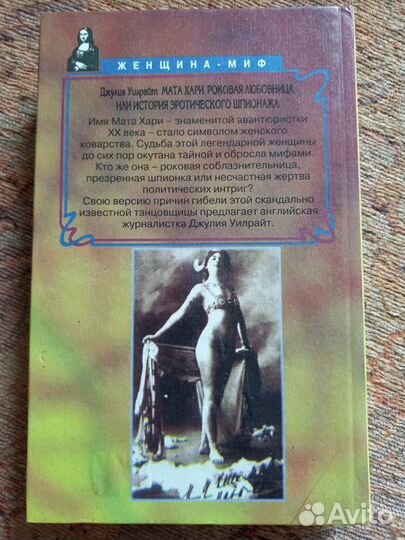 ЖЕНЩИНА-МИФ
Джулия Уилрайт МАТА ХАРИ, РОКОВАЯ ЛЮБОВНИЦА,
ИЛИ ИСТОРИЯ ЭРОТИЧЕСКОГО ШПИОНАЖА
Имя Мата Хари – знаменитой авантюристки
XX века – стало символом женского
коварства. Судьба этой легендарной женщины
до сих пор окутана тайной и обросла мифами.
Кто же она – роковая соблазнительница,
презренная шпионка или несчастная жертва
политических интриг?
Свою версию причин гибели этой скандально
известной танцовщицы предлагает английская
журналистка Джулия Уилрайт.
Avito